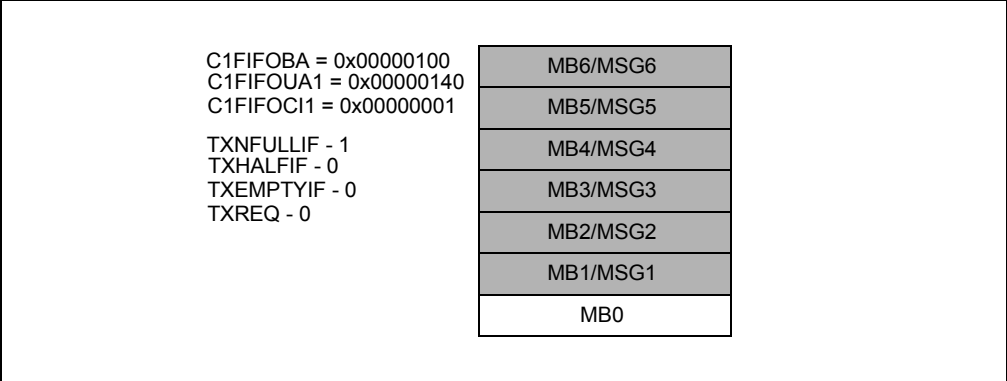 C1FIFOBA = 0x00000100
C1FIFOUA1 = 0x00000140
C1FIFOCI1 = 0x00000001
TXNFULLIF - 1
TXHALFIF - 0
TXEMPTYIF - 0
TXREQ - 0
MB6/MSG6
MB5/MSG5
MB4/MSG4
MB3/MSG3
MB2/MSG2
MB1/MSG1
MB0